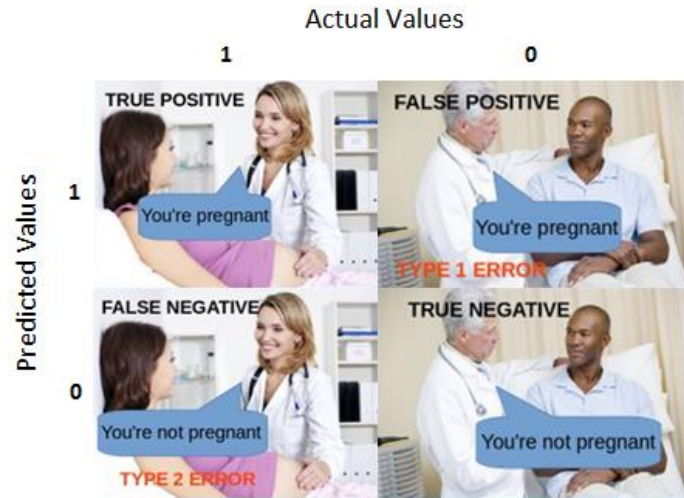 Actual Values
1 0
TRUE POSITIVE
You're pregnant
FALSE POSITIVE
You're pregnant
TYPE 1 ERROR
Predicted Values
1
FALSE NEGATIVE
You're not pregnant
TYPE 2 ERROR
TRUE NEGATIVE
You're not pregnant
0